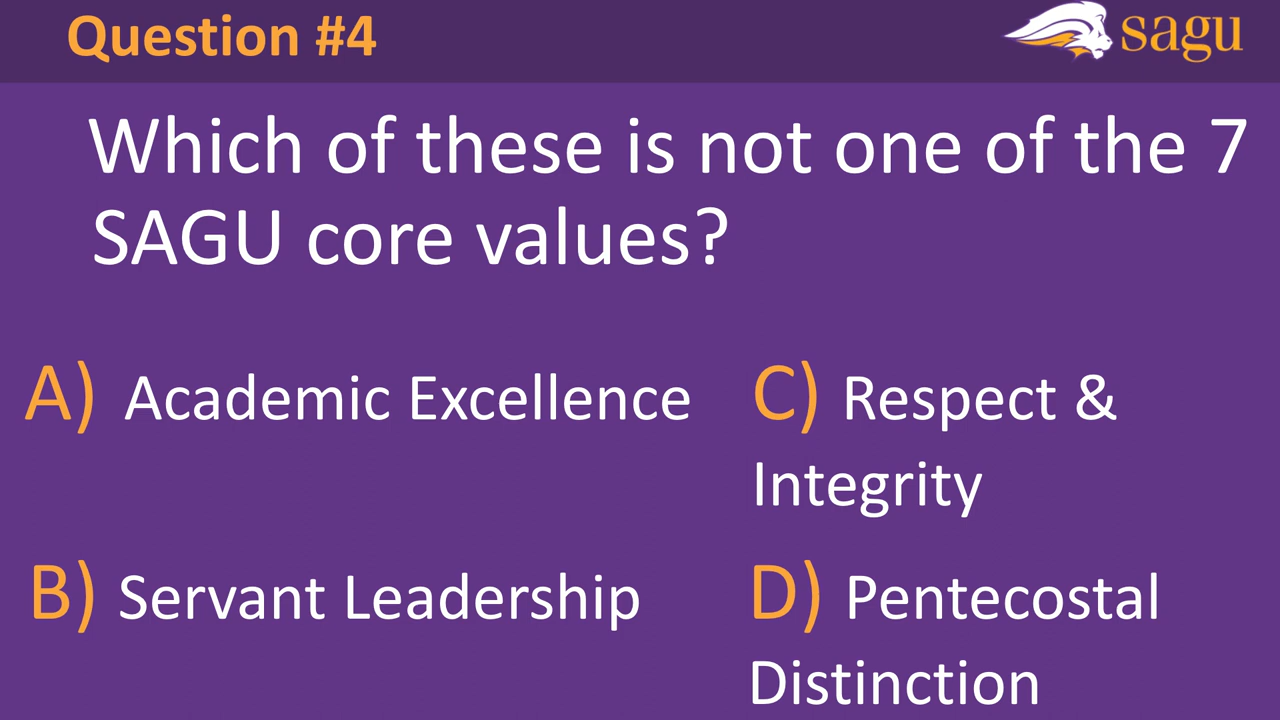 Question #4
sagu
Which of these is not one of the 7
SAGU core values?
A) Academic Excellence
C) Respect &
Integrity
B) Servant Leadership
D) Pentecostal
Distinction